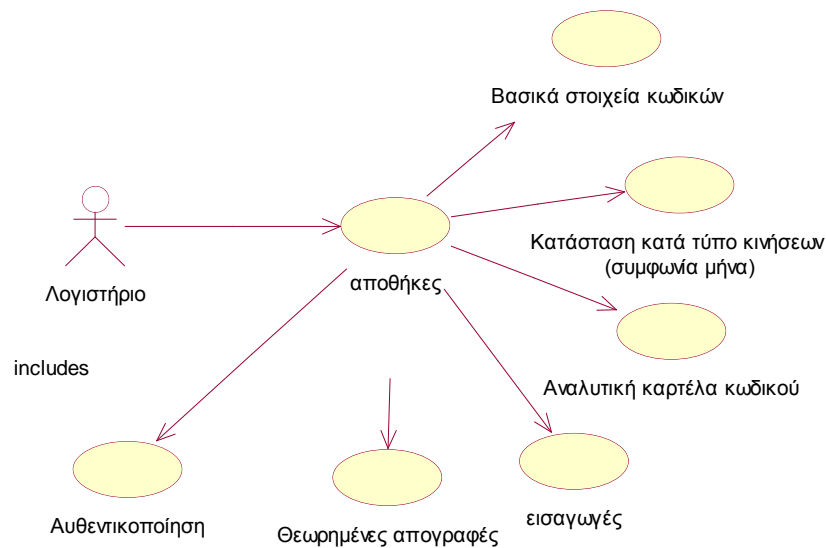 Βασικά στοιχεία κωδικών
Κατάσταση κατά τύπο κινήσεων
(συμφωνία μήνα)
Λογιστήριο
αποθήκες
includes
Αναλυτική καρτέλα κωδικού
Αυθεντικοποίηση
Θεωρημένες απογραφές
εισαγωγές